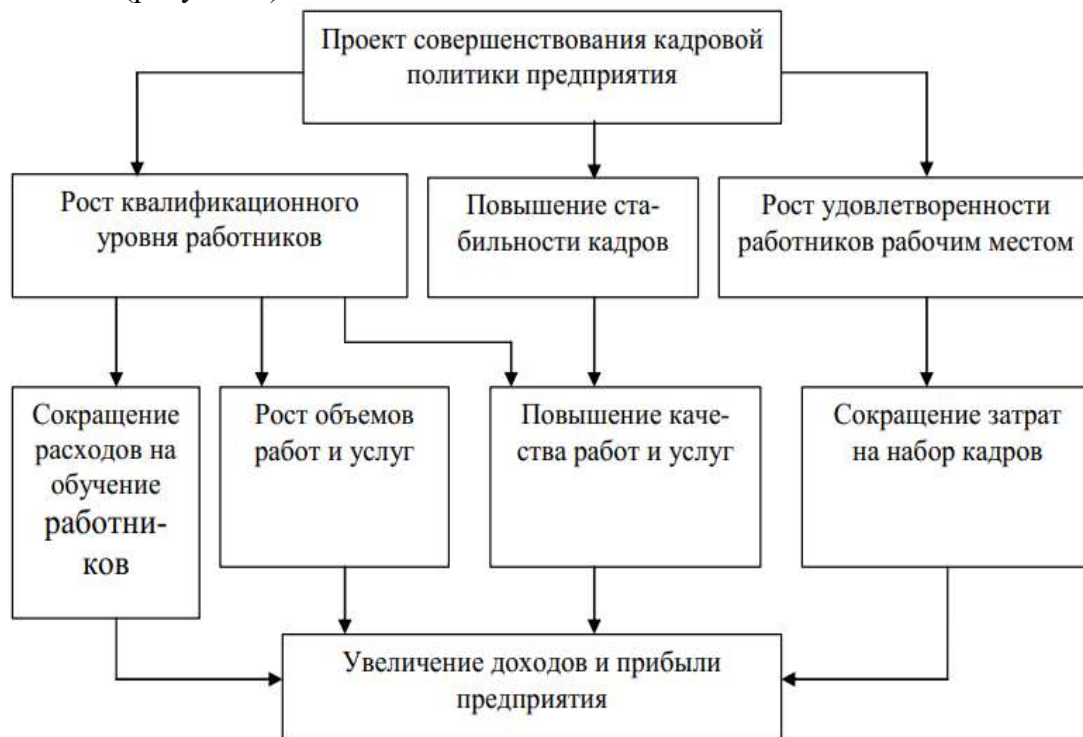 Проект совершенствования кадровой
политики предприятия
Рост квалификационного
уровня работников
Повышение ста-
бильности кадров
Рост удовлетворенности
работников рабочим местом
Сокращение
расходов на
обучение
работни-
ков
Рост объемов
работ и услуг
Повышение каче-
ства работ и услуг
Сокращение затрат
на набор кадров
Увеличение доходов и прибыли
предприятия